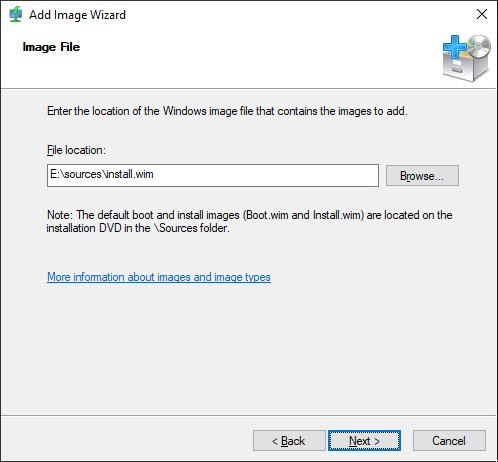 Add Image Wizard
Image File
Enter the location of the Windows image file that contains the images to add.
File location:
E:\sources\install.wim
Browse...
Note: The default boot and install images (Boot.wim and Install.wim) are located on the
installation DVD in the \Sources folder.
More information about images and image types
< Back
Next >
Cancel